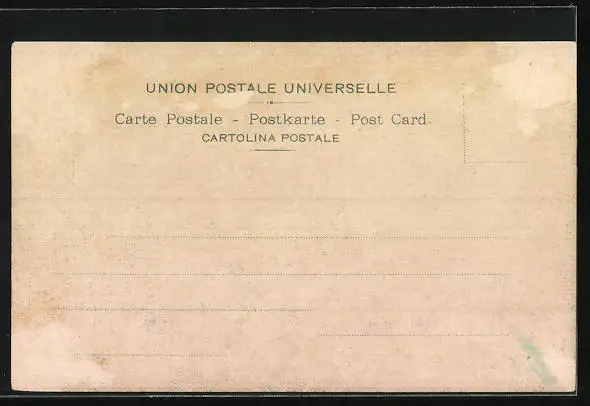 UNION POSTALE UNIVERSELLE
Carte Postale - Postkarte - Post Card.
CARTOLINA POSTALE